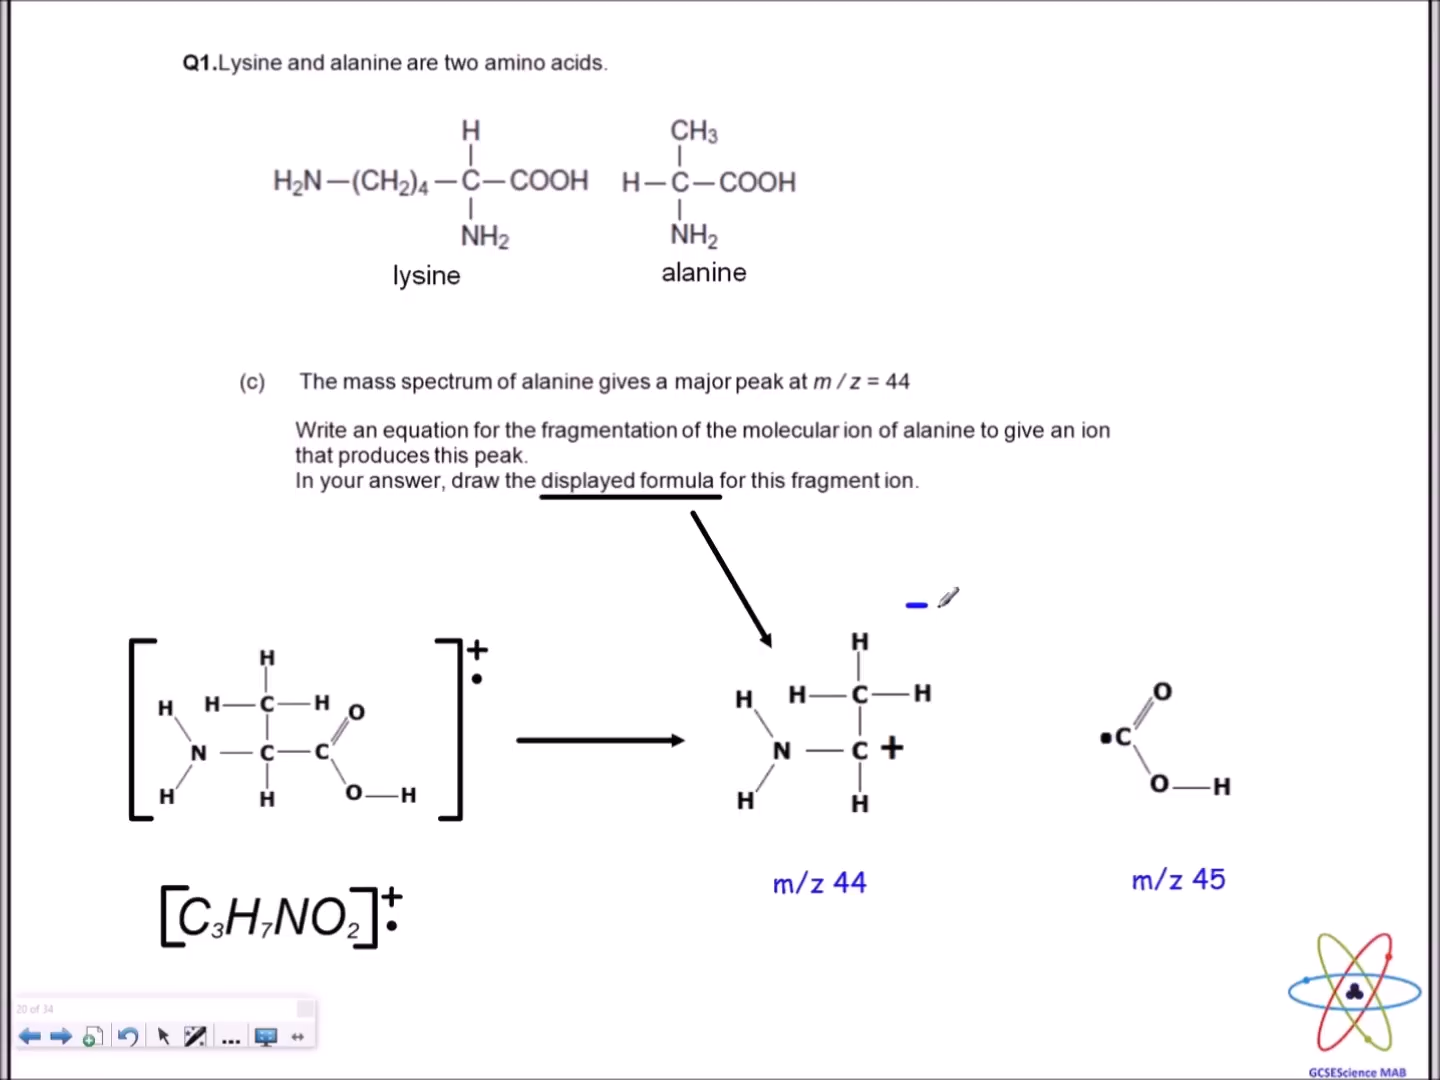 Q1.Lysine and alanine are two amino acids.
H CH₃
H₂N—(CH₂)₄—C—COOH H—C—COOH
NH₂ NH₂
lysine alanine
(c) The mass spectrum of alanine gives a major peak at m / z = 44
Write an equation for the fragmentation of the molecular ion of alanine to give an ion
that produces this peak.
In your answer, draw the displayed formula for this fragment ion.
H
H H—C—H O
N—C—C
H H O—H
+
•
H
H H—C—H
N—C+
H H
O
•C
O—H
m/z 44 m/z 45
[C₃H₇NO₂]+•
20 of 34
GCSEScience MAB